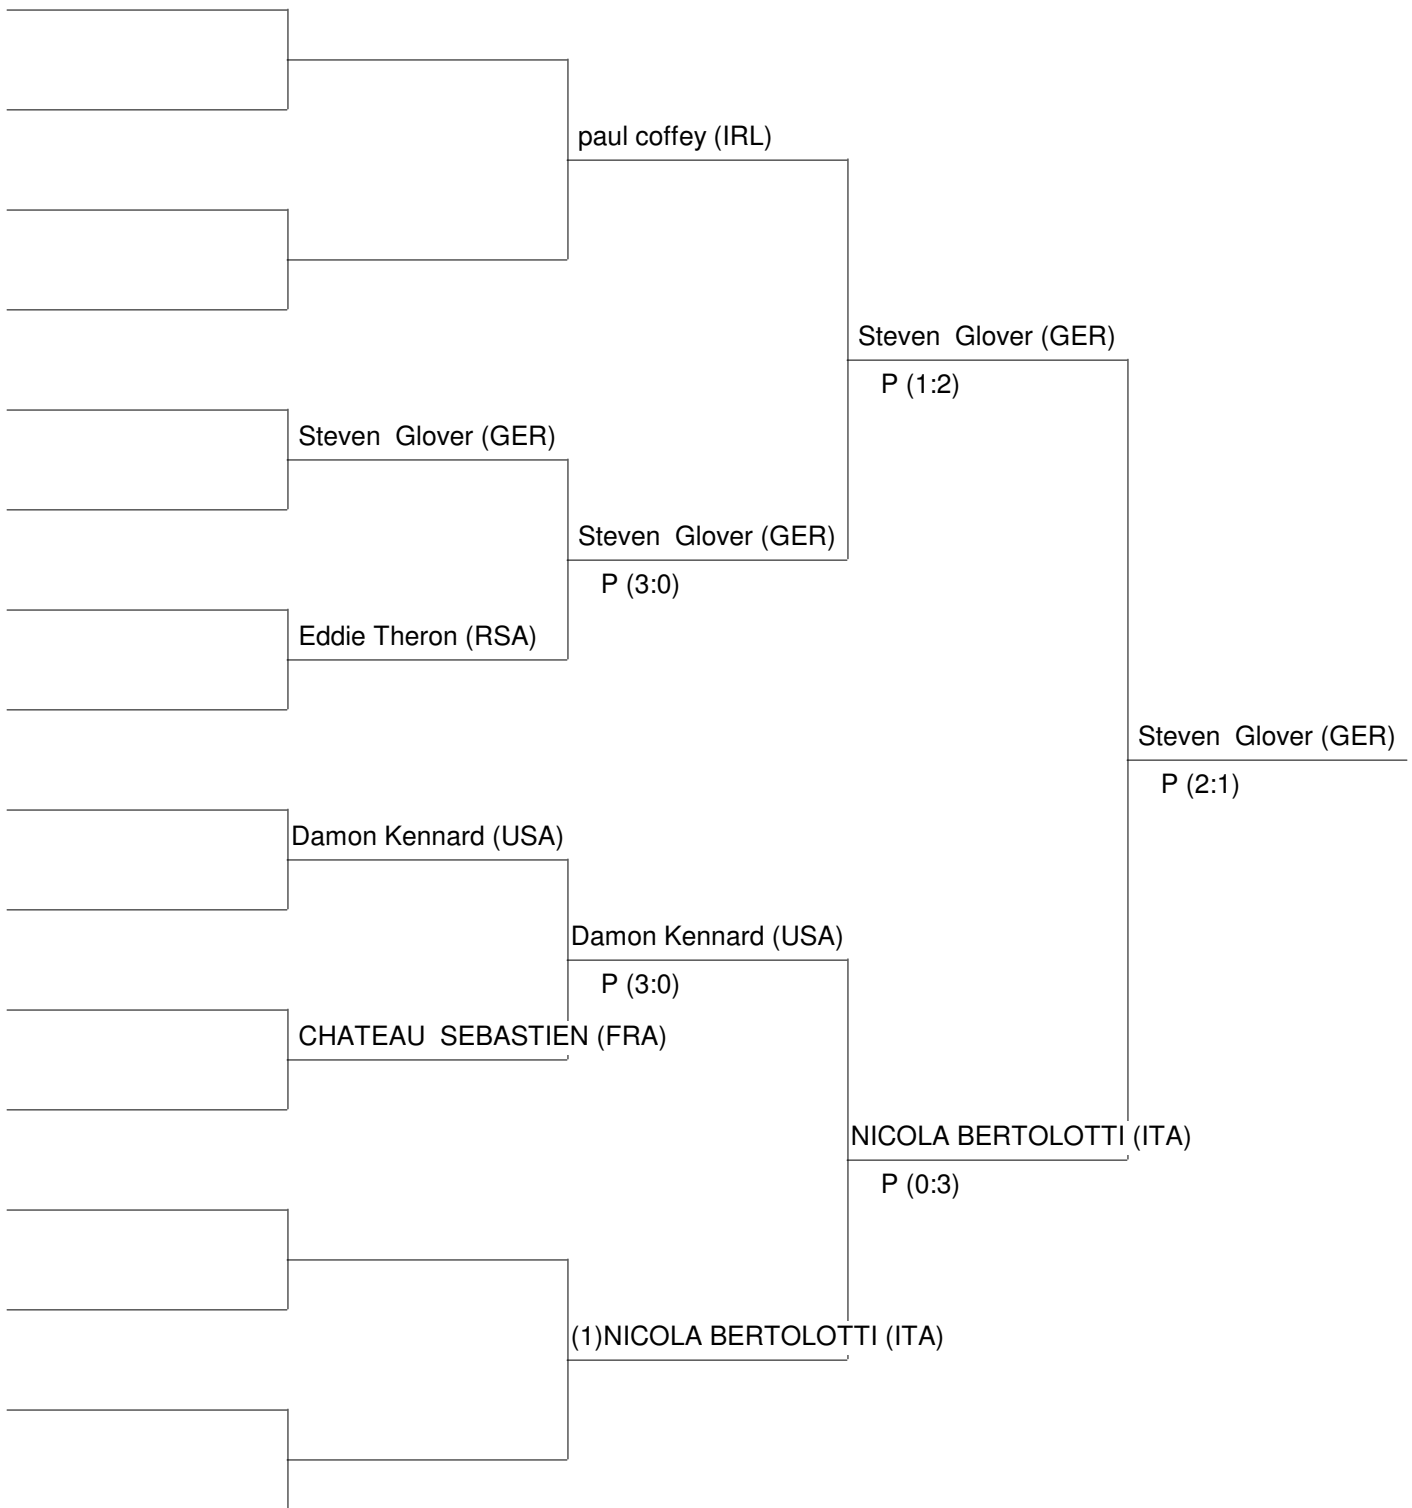 paul coffey (IRL)
Steven  Glover (GER)
P (1:2)
Steven  Glover (GER)
Steven  Glover (GER)
P (3:0)
Eddie Theron (RSA)
Steven  Glover (GER)
P (2:1)
Damon Kennard (USA)
Damon Kennard (USA)
P (3:0)
CHATEAU  SEBASTIEN (FRA)
NICOLA BERTOLOTTI (ITA)
P (0:3)
(1)NICOLA BERTOLOTTI (ITA)